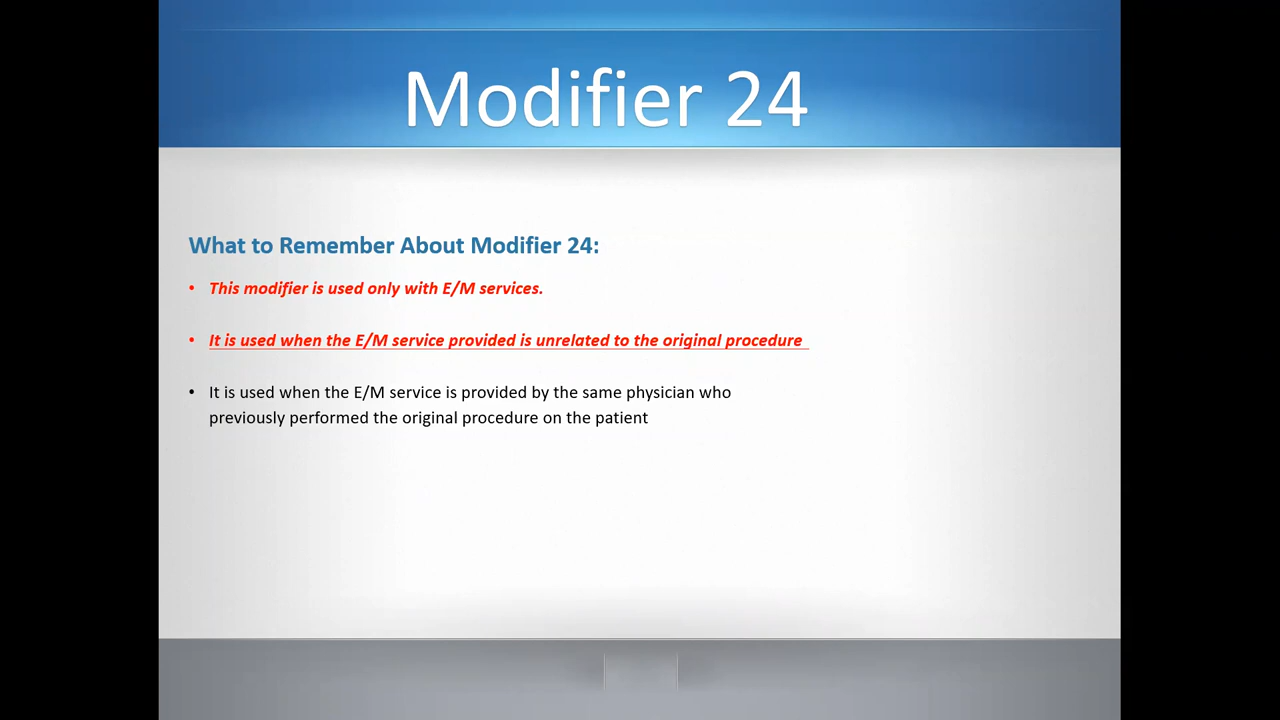 Modifier 24
What to Remember About Modifier 24:
• This modifier is used only with E/M services.
• It is used when the E/M service provided is unrelated to the original procedure
• It is used when the E/M service is provided by the same physician who
previously performed the original procedure on the patient